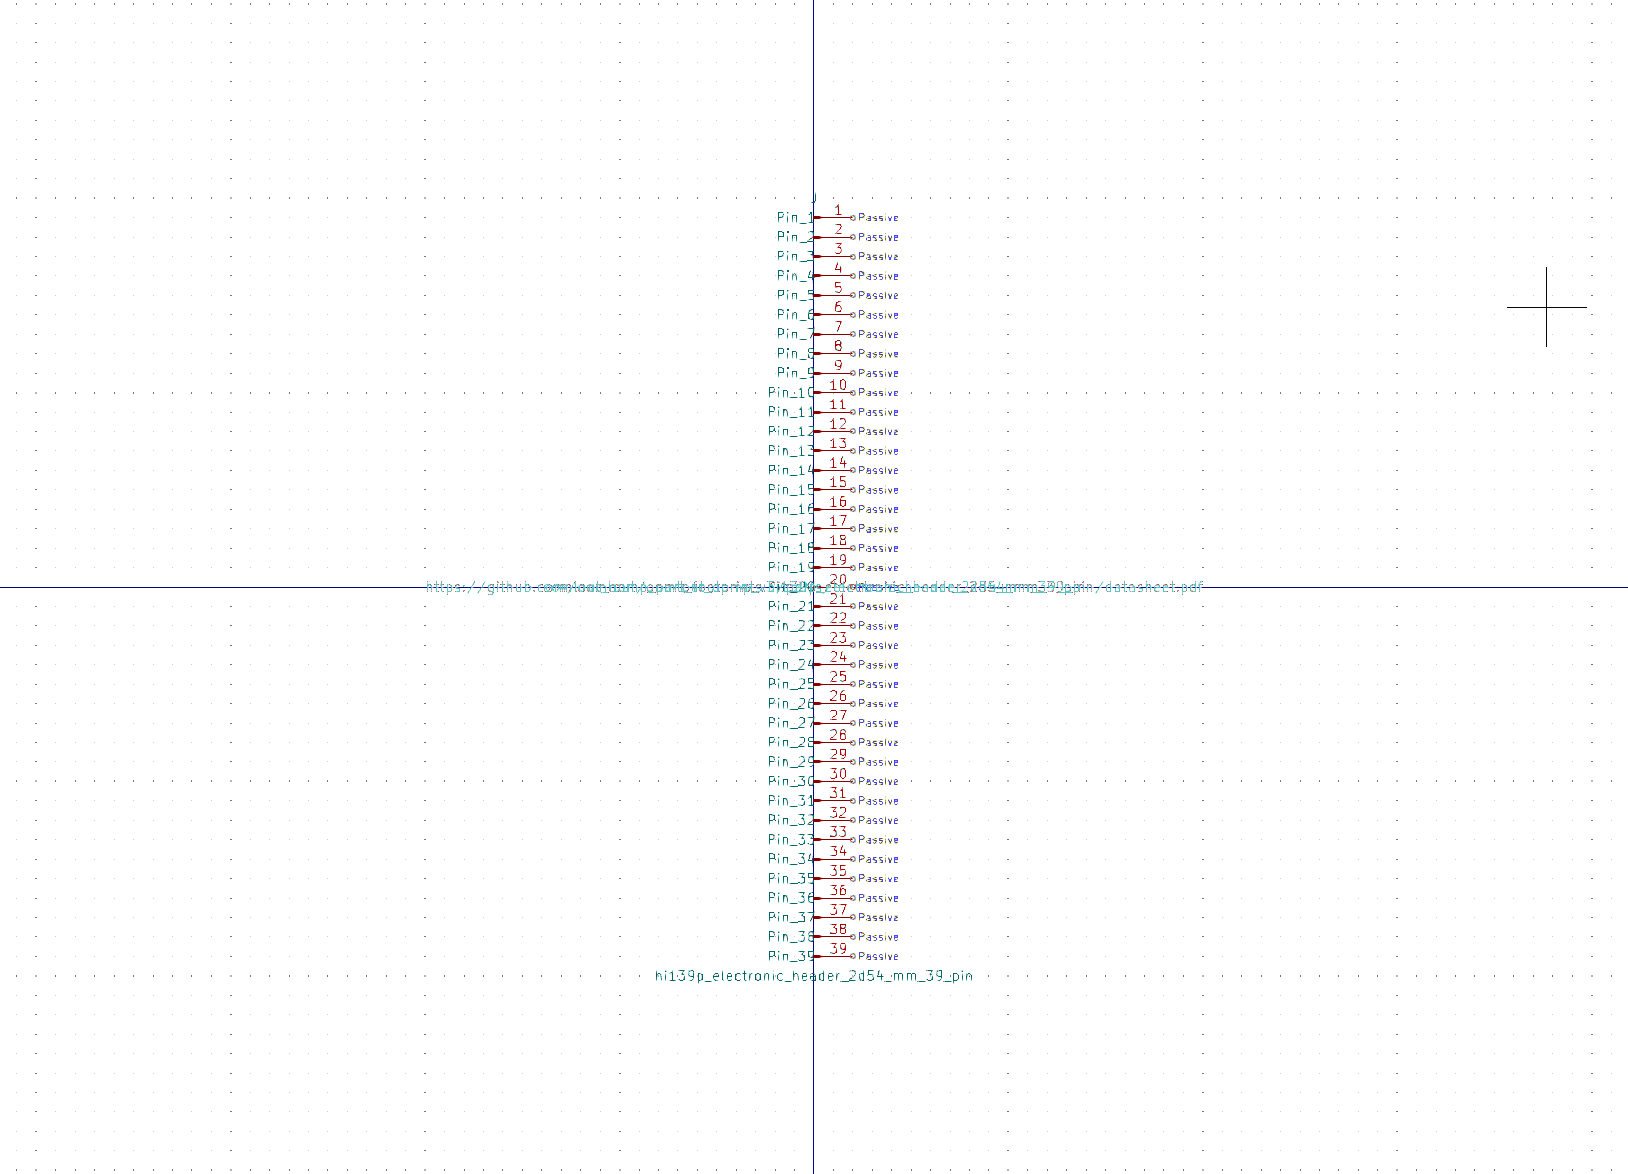 J
Pin_1 1 Passive
Pin_2 2 Passive
Pin_3 3 Passive
Pin_4 4 Passive
Pin_5 5 Passive
Pin_6 6 Passive
Pin_7 7 Passive
Pin_8 8 Passive
Pin_9 9 Passive
Pin_10 10 Passive
Pin_11 11 Passive
Pin_12 12 Passive
Pin_13 13 Passive
Pin_14 14 Passive
Pin_15 15 Passive
Pin_16 16 Passive
Pin_17 17 Passive
Pin_18 18 Passive
Pin_19 19 Passive
https://github.com 20 /datasheet.pdf
Pin_21 21 Passive
Pin_22 22 Passive
Pin_23 23 Passive
Pin_24 24 Passive
Pin_25 25 Passive
Pin_26 26 Passive
Pin_27 27 Passive
Pin_28 28 Passive
Pin_29 29 Passive
Pin_30 30 Passive
Pin_31 31 Passive
Pin_32 32 Passive
Pin_33 33 Passive
Pin_34 34 Passive
Pin_35 35 Passive
Pin_36 36 Passive
Pin_37 37 Passive
Pin_38 38 Passive
Pin_39 39 Passive
hi139p_electronic_header_2d54_mm_39_pin